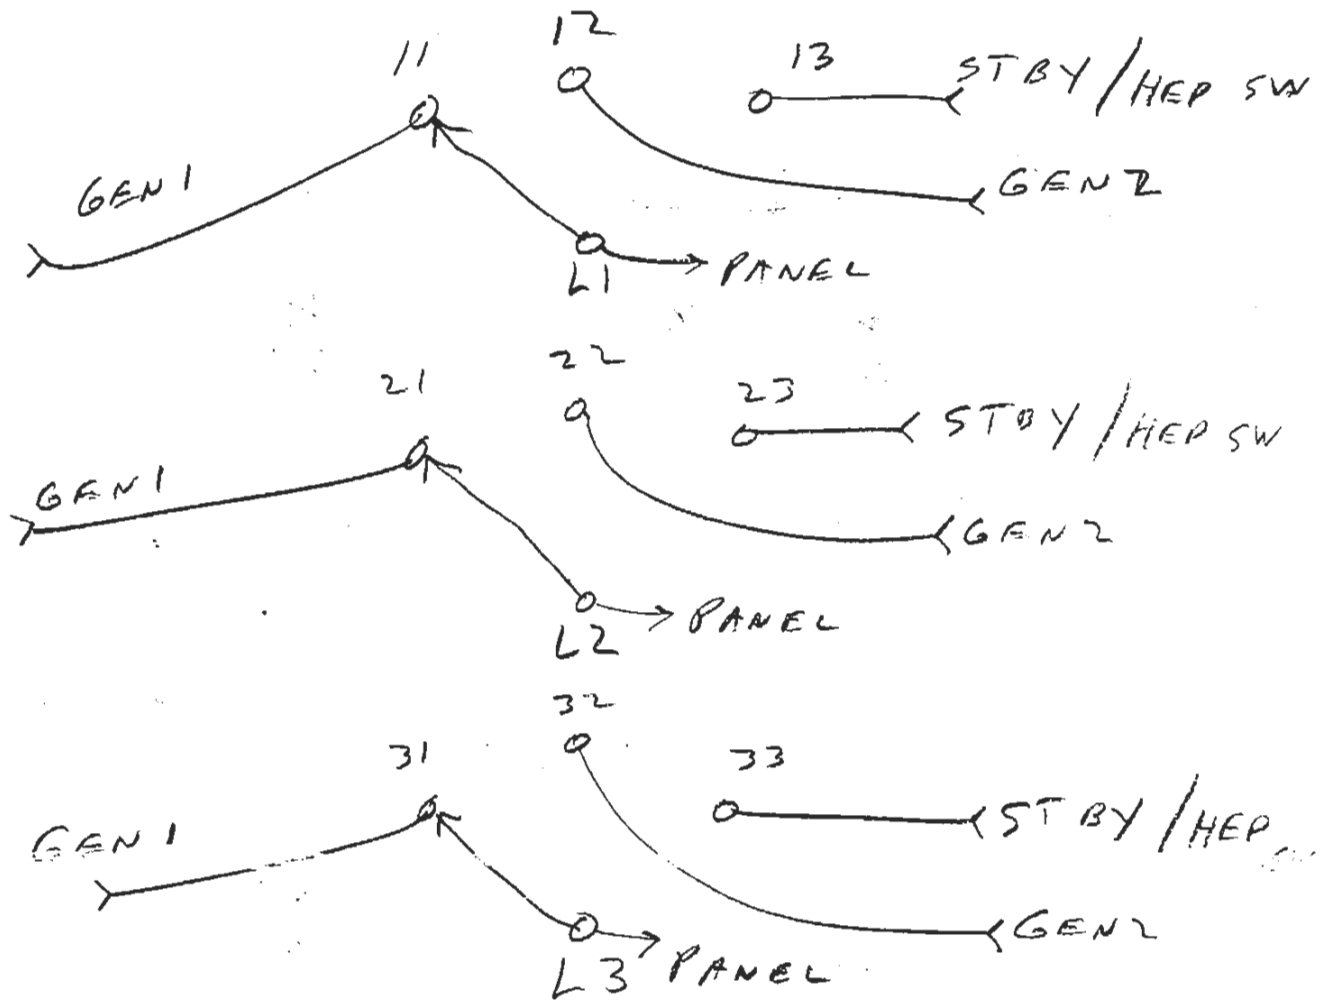 11 12 13 STBY/HEP SW
GEN 1
GEN 2
L1 PANEL
21 22 23 STBY/HEP SW
GEN 1
GEN 2
L2 PANEL
31 32 33
GEN 1 STBY/HEP
GEN 2
L3 PANEL